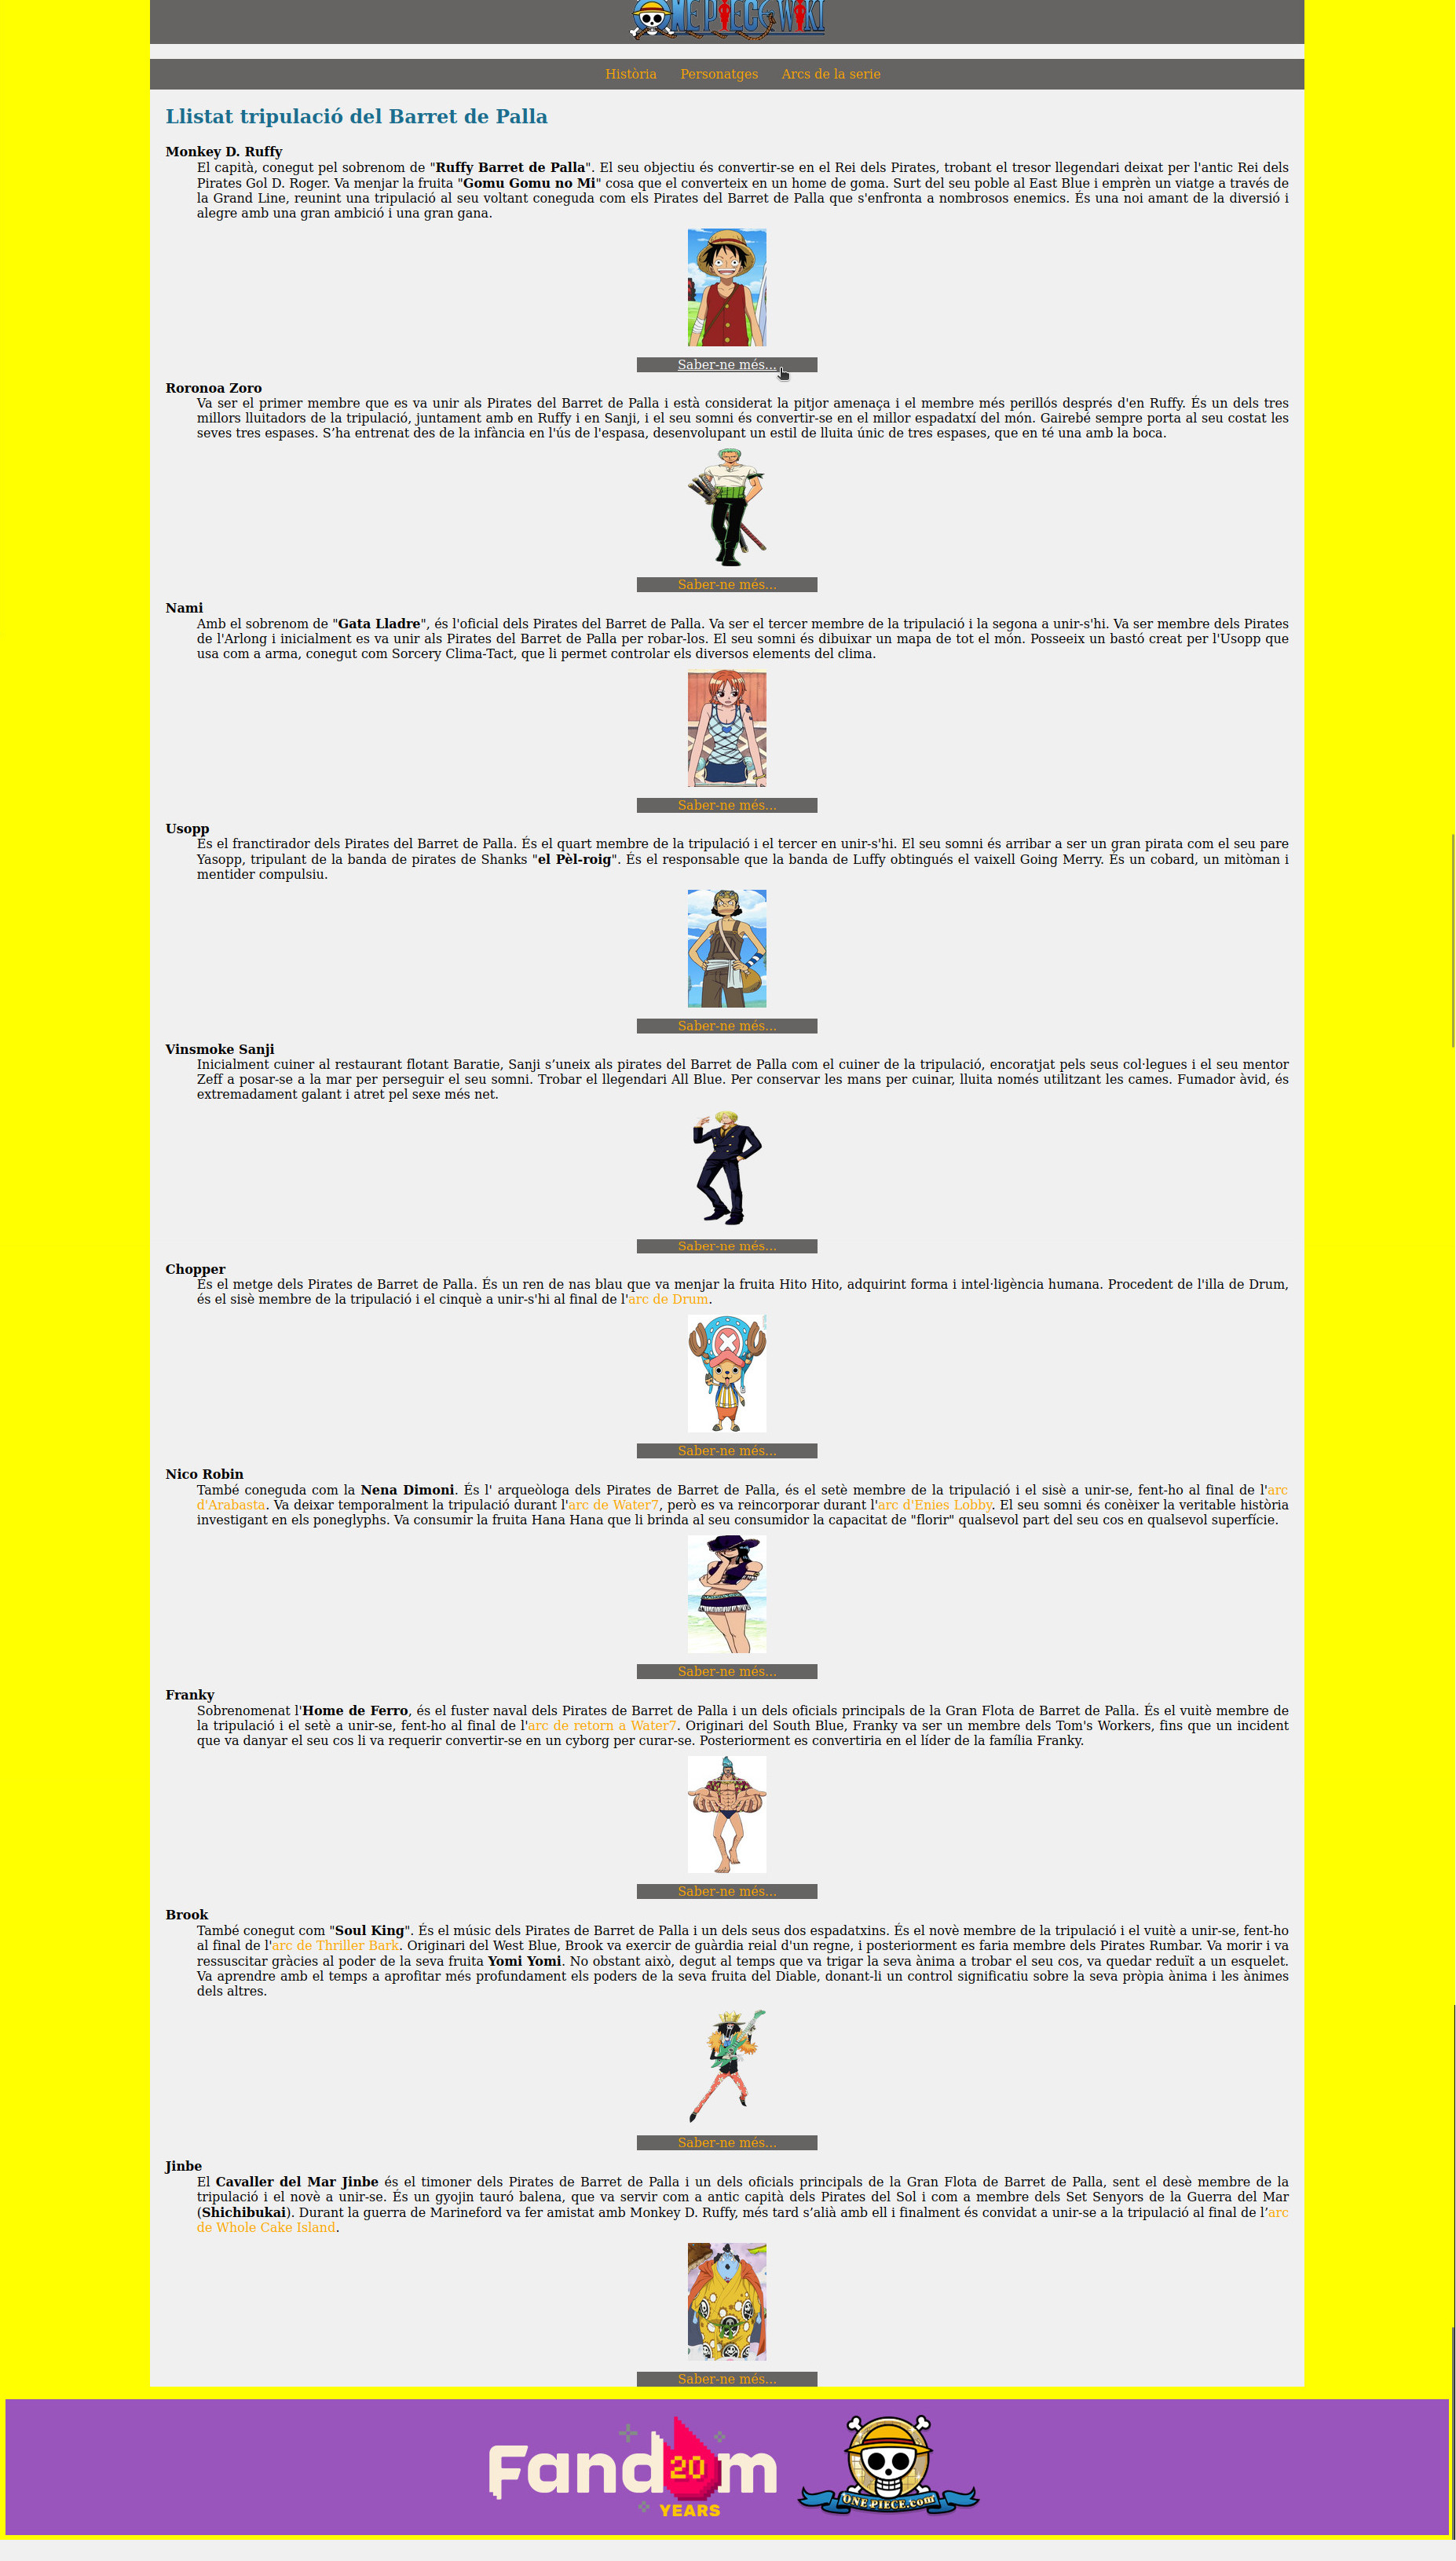 ONE PIECE WIKI
Història Personatges Arcs de la serie
Llistat tripulació del Barret de Palla
Monkey D. Ruffy
El capità, conegut pel sobrenom de "Ruffy Barret de Palla". El seu objectiu és convertir-se en el Rei dels Pirates, trobant el tresor llegendari deixat per l'antic Rei dels
Pirates Gol D. Roger. Va menjar la fruita "Gomu Gomu no Mi" cosa que el converteix en un home de goma. Surt del seu poble al East Blue i emprèn un viatge a través de
la Grand Line, reunint una tripulació al seu voltant coneguda com els Pirates del Barret de Palla que s'enfronta a nombrosos enemics. És una noi amant de la diversió i
alegre amb una gran ambició i una gran gana.
Saber-ne més...
Roronoa Zoro
Va ser el primer membre que es va unir als Pirates del Barret de Palla i està considerat la pitjor amenaça i el membre més perillós després d'en Ruffy. És un dels tres
millors lluitadors de la tripulació, juntament amb en Ruffy i en Sanji, i el seu somni és convertir-se en el millor espadatxí del món. Gairebé sempre porta al seu costat les
seves tres espases. S’ha entrenat des de la infància en l'ús de l'espasa, desenvolupant un estil de lluita únic de tres espases, que en té una amb la boca.
Saber-ne més...
Nami
Amb el sobrenom de "Gata Lladre", és l'oficial dels Pirates del Barret de Palla. Va ser el tercer membre de la tripulació i la segona a unir-s'hi. Va ser membre dels Pirates
de l'Arlong i inicialment es va unir als Pirates del Barret de Palla per robar-los. El seu somni és dibuixar un mapa de tot el món. Posseeix un bastó creat per l'Usopp que
usa com a arma, conegut com Sorcery Clima-Tact, que li permet controlar els diversos elements del clima.
Saber-ne més...
Usopp
És el franctirador dels Pirates del Barret de Palla. És el quart membre de la tripulació i el tercer en unir-s'hi. El seu somni és arribar a ser un gran pirata com el seu pare
Yasopp, tripulant de la banda de pirates de Shanks "el Pèl-roig". És el responsable que la banda de Luffy obtingués el vaixell Going Merry. És un cobard, un mitòman i
mentider compulsiu.
Saber-ne més...
Vinsmoke Sanji
Inicialment cuiner al restaurant flotant Baratie, Sanji s’uneix als pirates del Barret de Palla com el cuiner de la tripulació, encoratjat pels seus col·legues i el seu mentor
Zeff a posar-se a la mar per perseguir el seu somni. Trobar el llegendari All Blue. Per conservar les mans per cuinar, lluita només utilitzant les cames. Fumador àvid, és
extremadament galant i atret pel sexe més net.
Saber-ne més...
Chopper
És el metge dels Pirates de Barret de Palla. És un ren de nas blau que va menjar la fruita Hito Hito, adquirint forma i intel·ligència humana. Procedent de l'illa de Drum,
és el sisè membre de la tripulació i el cinquè a unir-s'hi al final de l'arc de Drum.
Saber-ne més...
Nico Robin
També coneguda com la Nena Dimoni. És l' arqueòloga dels Pirates de Barret de Palla, és el setè membre de la tripulació i el sisè a unir-se, fent-ho al final de l'arc
d'Arabasta. Va deixar temporalment la tripulació durant l'arc de Water7, però es va reincorporar durant l'arc d'Enies Lobby. El seu somni és conèixer la veritable història
investigant en els poneglyphs. Va consumir la fruita Hana Hana que li brinda al seu consumidor la capacitat de "florir" qualsevol part del seu cos en qualsevol superfície.
Saber-ne més...
Franky
Sobrenomenat l'Home de Ferro, és el fuster naval dels Pirates de Barret de Palla i un dels oficials principals de la Gran Flota de Barret de Palla. És el vuitè membre de
la tripulació i el setè a unir-se, fent-ho al final de l'arc de retorn a Water7. Originari del South Blue, Franky va ser un membre dels Tom's Workers, fins que un incident
que va danyar el seu cos li va requerir convertir-se en un cyborg per curar-se. Posteriorment es convertiria en el líder de la família Franky.
Saber-ne més...
Brook
També conegut com "Soul King". És el músic dels Pirates de Barret de Palla i un dels seus dos espadatxins. És el novè membre de la tripulació i el vuitè a unir-se, fent-ho
al final de l'arc de Thriller Bark. Originari del West Blue, Brook va exercir de guàrdia reial d'un regne, i posteriorment es faria membre dels Pirates Rumbar. Va morir i va
ressuscitar gràcies al poder de la seva fruita Yomi Yomi. No obstant això, degut al temps que va trigar la seva ànima a trobar el seu cos, va quedar reduït a un esquelet.
Va aprendre amb el temps a aprofitar més profundament els poders de la seva fruita del Diable, donant-li un control significatiu sobre la seva pròpia ànima i les ànimes
dels altres.
Saber-ne més...
Jinbe
El Cavaller del Mar Jinbe és el timoner dels Pirates de Barret de Palla i un dels oficials principals de la Gran Flota de Barret de Palla, sent el desè membre de la
tripulació i el novè a unir-se. És un gyojin tauró balena, que va servir com a antic capità dels Pirates del Sol i com a membre dels Set Senyors de la Guerra del Mar
(Shichibukai). Durant la guerra de Marineford va fer amistat amb Monkey D. Ruffy, més tard s’alià amb ell i finalment és convidat a unir-se a la tripulació al final de l’arc
de Whole Cake Island.
Saber-ne més...
Fandom
20
YEARS
ONE-PIECE.com